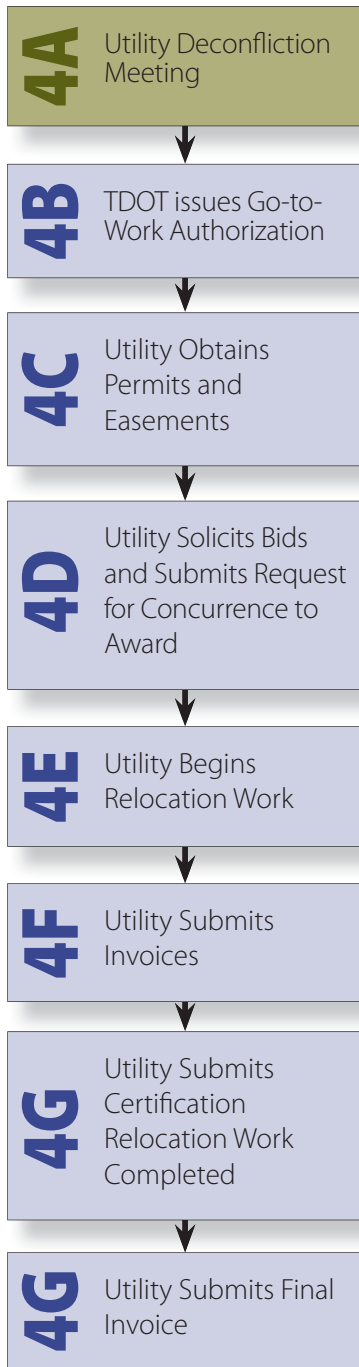 4A
Utility Deconfliction
Meeting
4B
TDOT issues Go-to-
Work Authorization
4C
Utility Obtains
Permits and
Easements
4D
Utility Solicits Bids
and Submits Request
for Concurrence to
Award
4E
Utility Begins
Relocation Work
4F
Utility Submits
Invoices
4G
Utility Submits
Certification
Relocation Work
Completed
4G
Utility Submits Final
Invoice